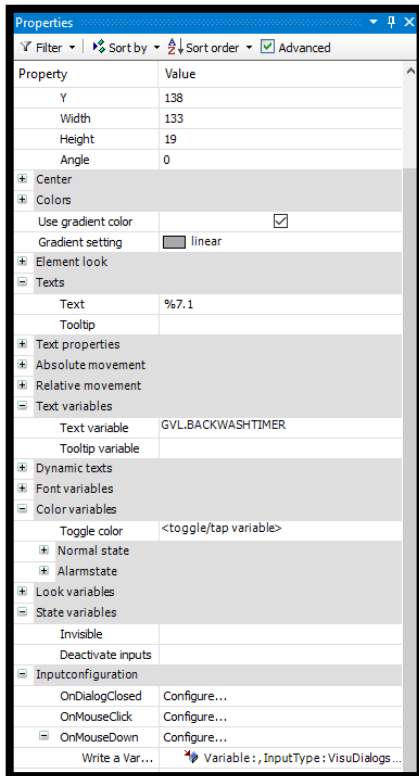 Properties
Filter Sort by Sort order Advanced
Property Value
Y 138
Width 133
Height 19
Angle 0
Center
Colors
Use gradient color
Gradient setting linear
Element look
Texts
Text %7.1
Tooltip
Text properties
Absolute movement
Relative movement
Text variables
Text variable GVL.BACKWASHTIMER
Tooltip variable
Dynamic texts
Font variables
Color variables
Toggle color <toggle/tap variable>
Normal state
Alarmstate
Look variables
State variables
Invisible
Deactivate inputs
Inputconfiguration
OnDialogClosed Configure...
OnMouseClick Configure...
OnMouseDown Configure...
Write a Var... Variable:,InputType:VisuDialogs...